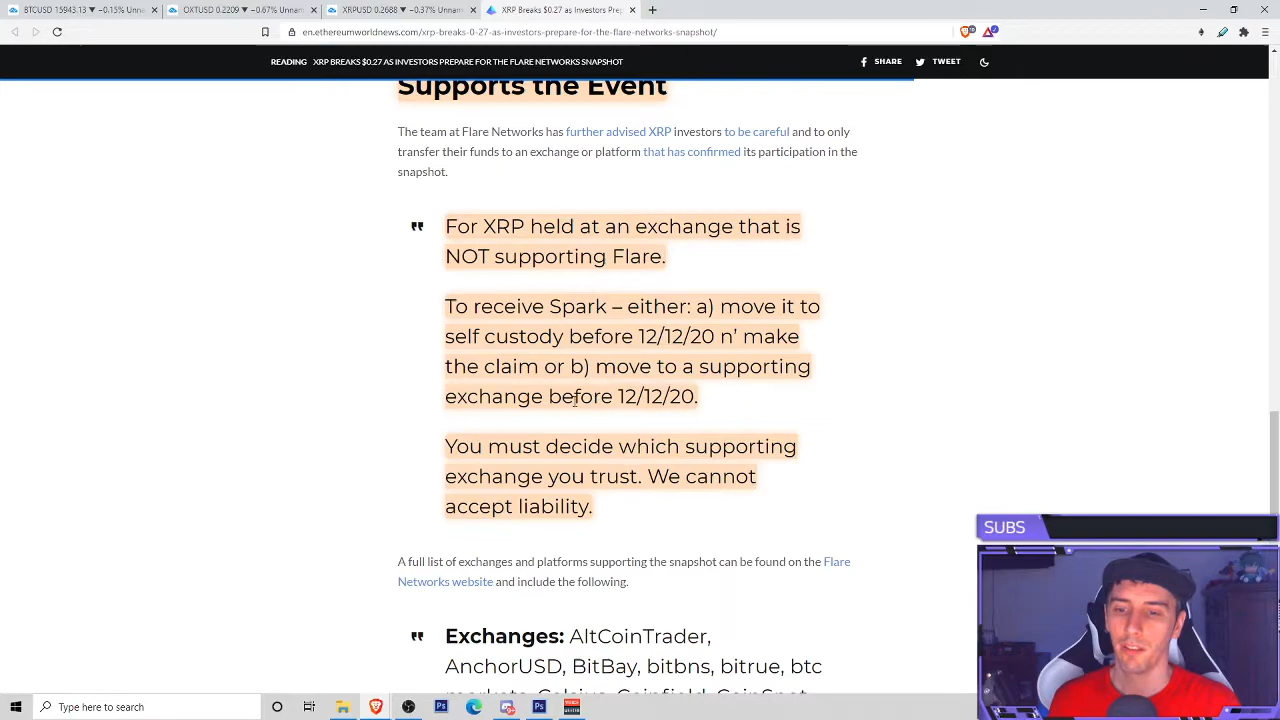 BTCUSD 15943.13 ▼ −0.15% Unna
OXTUSD 0.2209 ▼ −0.67% Unnam
XRPUSD 0.2688 ▼ −0.37% Unnam
XRP Breaks $0.27 as Investors Prep
en.ethereumworldnews.com/xrp-breaks-0-27-as-investors-prepare-for-the-flare-networks-snapshot/
READING XRP BREAKS $0.27 AS INVESTORS PREPARE FOR THE FLARE NETWORKS SNAPSHOT
SHARE
TWEET
Supports the Event
The team at Flare Networks has further advised XRP investors to be careful and to only
transfer their funds to an exchange or platform that has confirmed its participation in the
snapshot.
For XRP held at an exchange that is
NOT supporting Flare.
To receive Spark – either: a) move it to
self custody before 12/12/20 n’ make
the claim or b) move to a supporting
exchange before 12/12/20.
You must decide which supporting
exchange you trust. We cannot
accept liability.
A full list of exchanges and platforms supporting the snapshot can be found on the Flare
Networks website and include the following.
Exchanges: AltCoinTrader,
AnchorUSD, BitBay, bitbns, bitrue, btc
markets, Celsius, Coinfield, CoinSpot,
SUBS
Type here to search